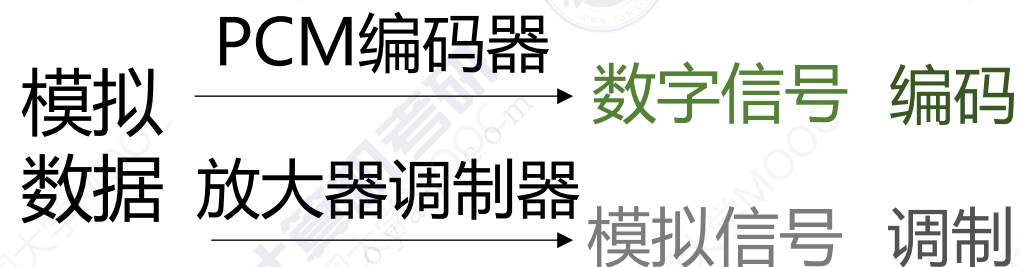 PCM编码器
模拟
数据
数字信号 编码
放大器调制器
模拟信号 调制